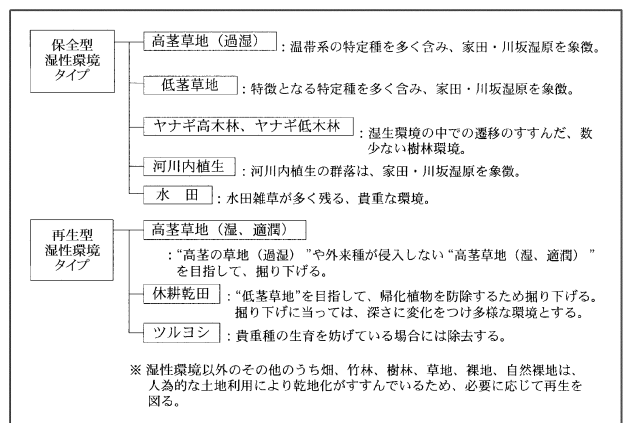 保全型
湿性環境
タイプ
高茎草地（過湿）：温帯系の特定種を多く含み、家田・川坂湿原を象徴。
低茎草地：特徴となる特定種を多く含み、家田・川坂湿原を象徴。
ヤナギ高木林、ヤナギ低木林：湿生環境の中での遷移のすすんだ、数
少ない樹林環境。
河川内植生：河川内植生の群落は、家田・川坂湿原を象徴。
水　田：水田雑草が多く残る、貴重な環境。
再生型
湿性環境
タイプ
高茎草地（湿、適潤）
：“高茎の草地（過湿）”や外来種が侵入しない“高茎草地（湿、適潤）”
を目指して、掘り下げる。
休耕乾田：“低茎草地”を目指して、帰化植物を防除するため掘り下げる。
掘り下げに当っては、深さに変化をつけ多様な環境とする。
ツルヨシ：貴重種の生育を妨げている場合には除去する。
※ 湿性環境以外のその他のうち畑、竹林、樹林、草地、裸地、自然裸地は、
人為的な土地利用により乾地化がすすんでいるため、必要に応じて再生を
図る。